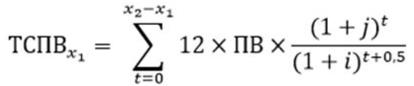 ТСПВ_{x_1} = \sum_{t=0}^{x_2-x_1} 12 × ПВ × \frac{(1 + j)^t}{(1 + i)^{t+0,5}}